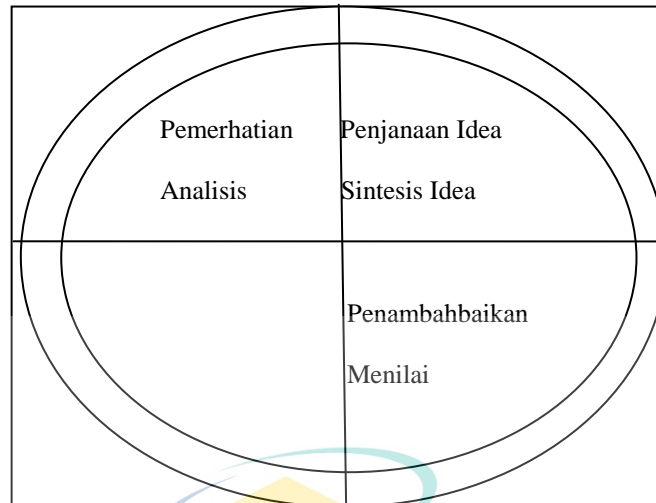 Pemerhatian
Analisis
Penjanaan Idea
Sintesis Idea
Penambahbaikan
Menilai